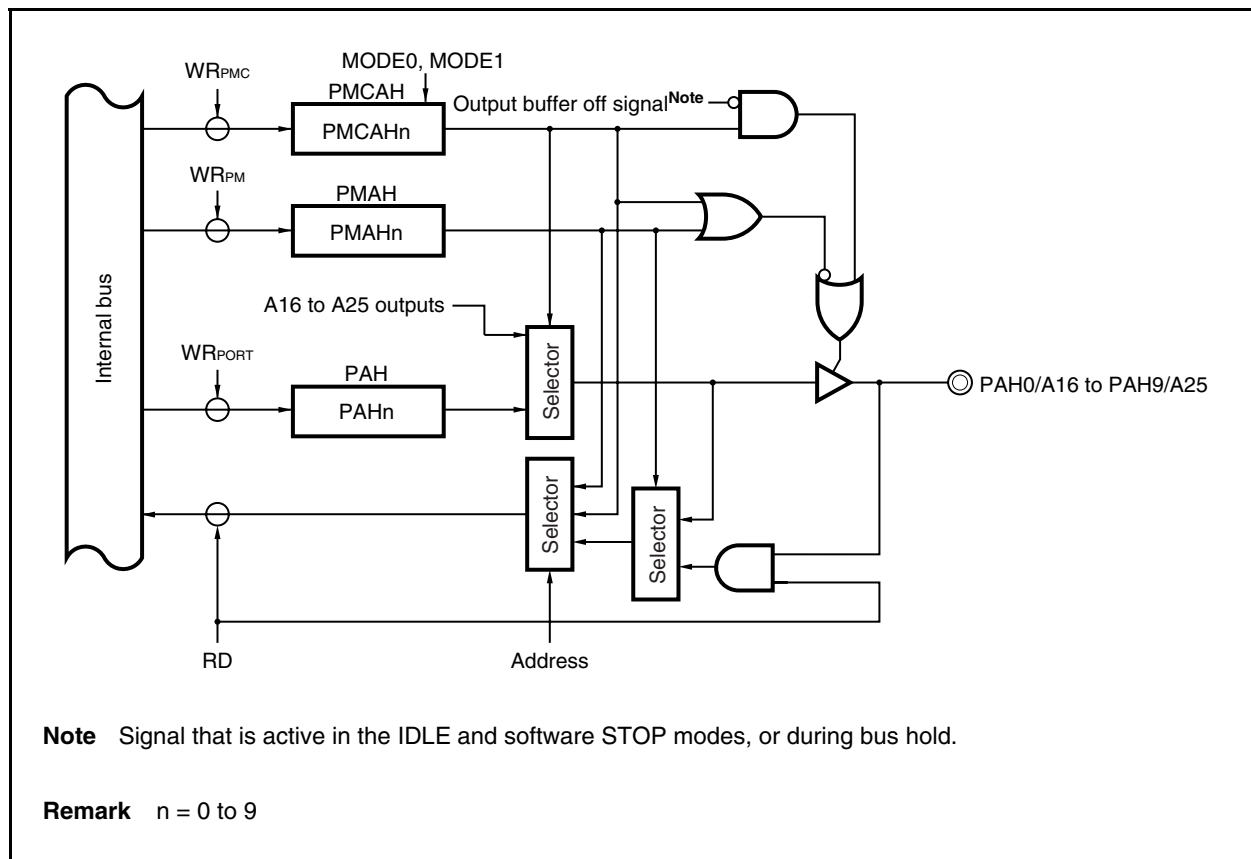 MODE0, MODE1
WRPMC
PMCAH
Output buffer off signalNote
PMCAHn
WRPM
PMAH
PMAHn
A16 to A25 outputs
Internal bus
WRPORT
PAH
PAHn
Selector
PAH0/A16 to PAH9/A25
Selector
Selector
RD
Address
Note Signal that is active in the IDLE and software STOP modes, or during bus hold.
Remark n = 0 to 9